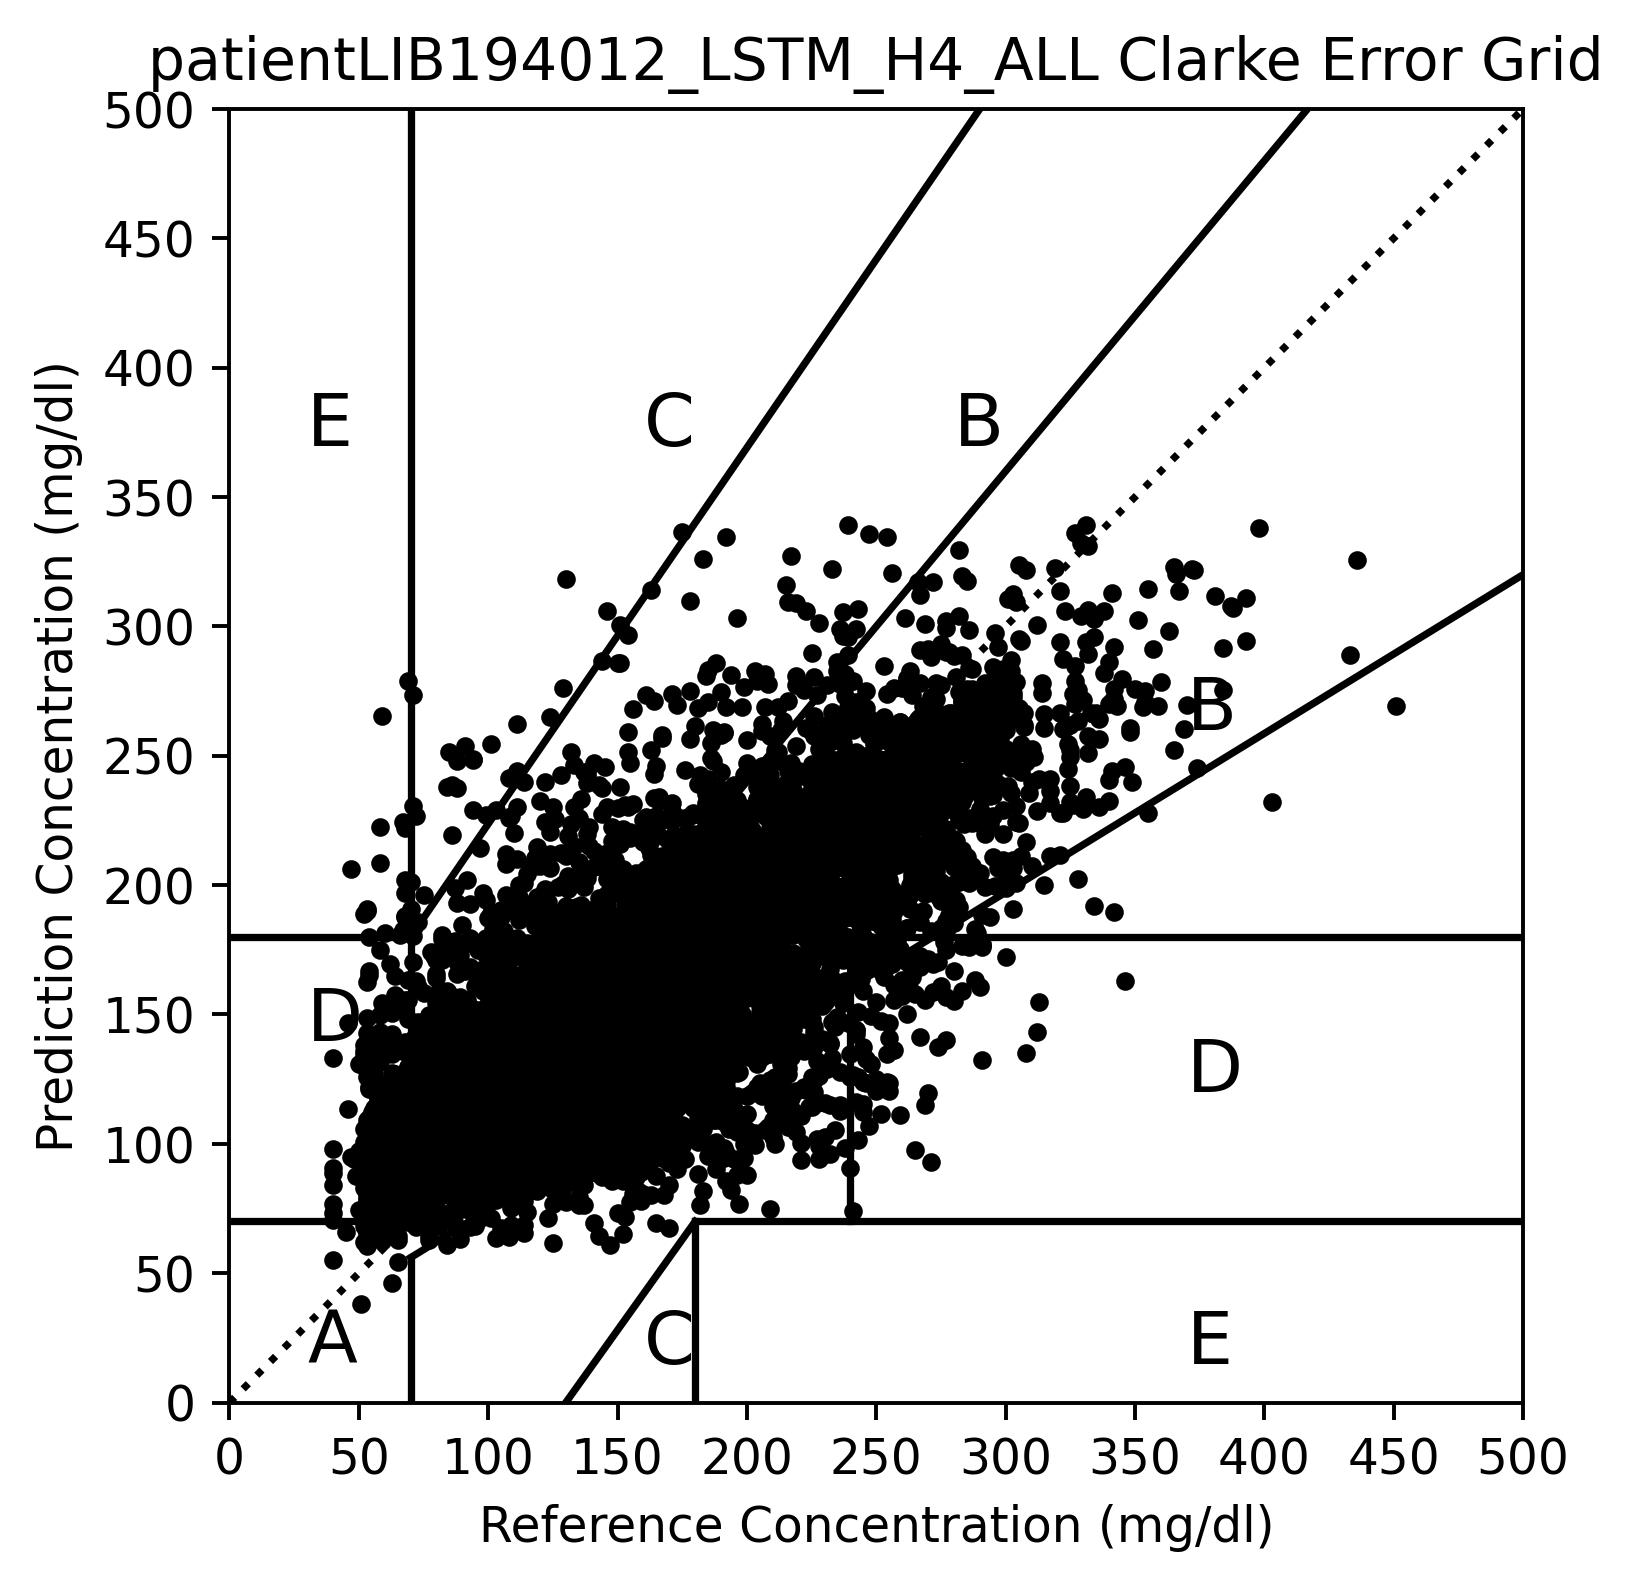 patientLIB194012_LSTM_H4_ALL Clarke Error Grid
500
450
400
350
300
250
200
150
100
50
0
Prediction Concentration (mg/dl)
E
C
B
B
D
D
A
C
E
0 50 100 150 200 250 300 350 400 450 500
Reference Concentration (mg/dl)